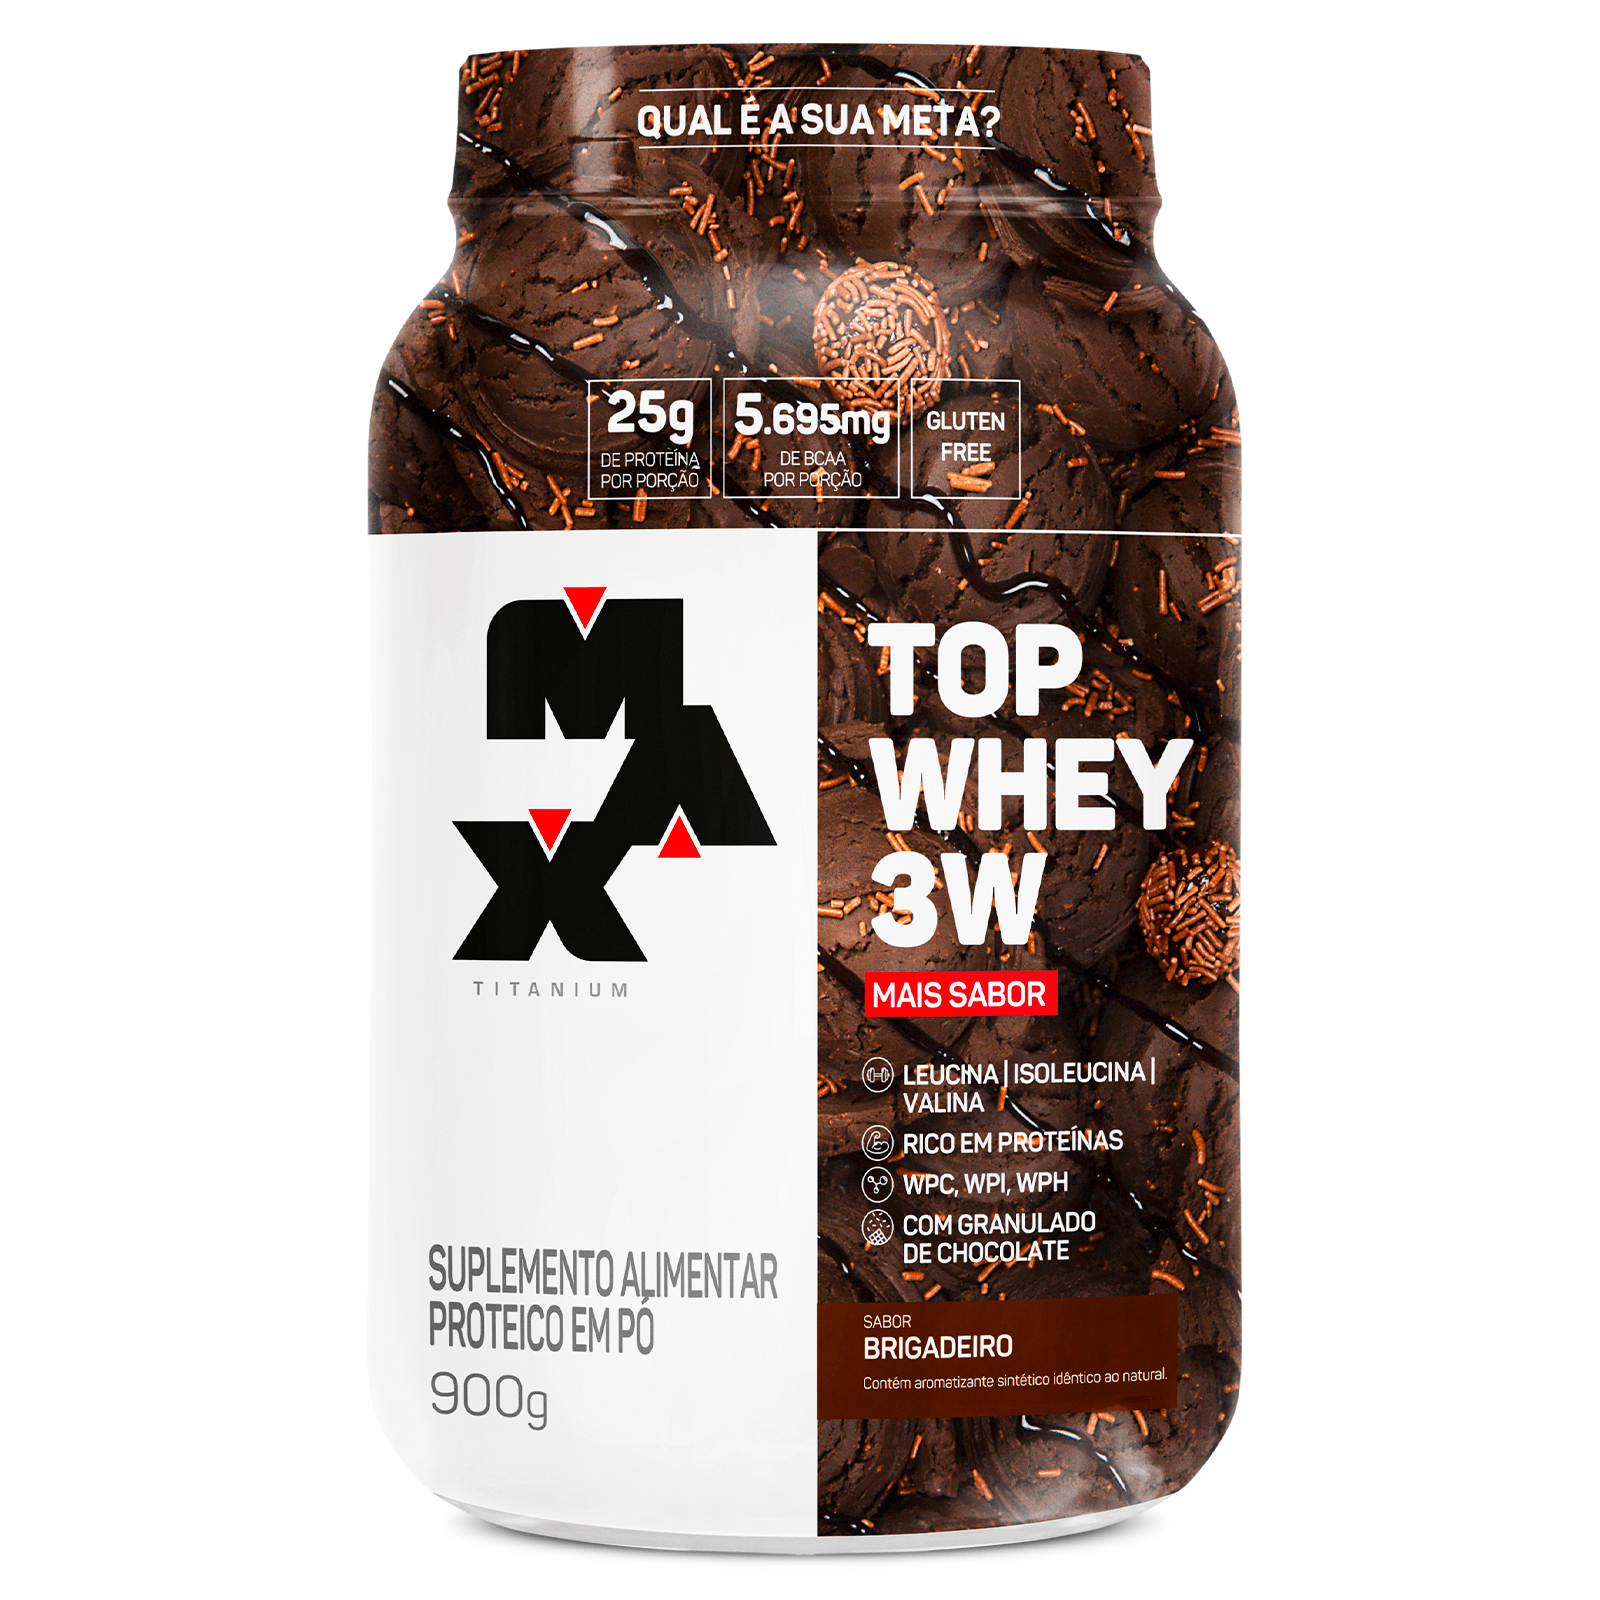 QUAL É A SUA META?
25g
DE PROTEÍNA
POR PORÇÃO
5.695mg
DE BCAA
POR PORÇÃO
GLUTEN
FREE
MAX
TITANIUM
TOP
WHEY
3W
MAIS SABOR
LEUCINA | ISOLEUCINA |
VALINA
RICO EM PROTEÍNAS
WPC, WPI, WPH
COM GRANULADO
DE CHOCOLATE
SUPLEMENTO ALIMENTAR
PROTEICO EM PÓ
900g
SABOR
BRIGADEIRO
Contém aromatizante sintético idêntico ao natural.